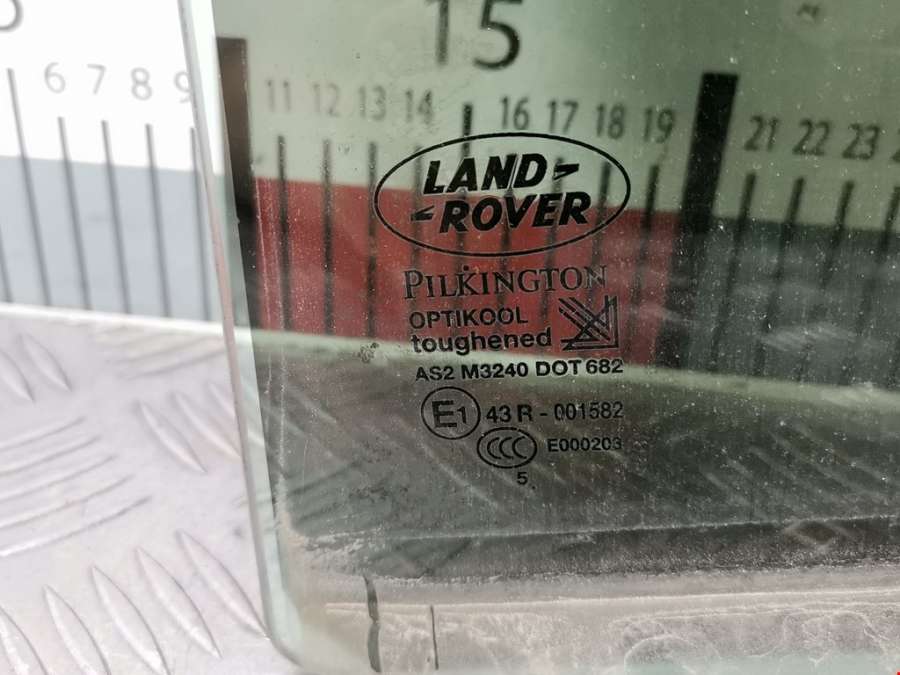 15
6 7 8 9 11 12 13 14 16 17 18 19 21 22 23
LAND-
-ROVER
PILKINGTON
OPTIKOOL
toughened
AS2 M3240 DOT 682
E1 43 R - 001582
CCC E000203
5